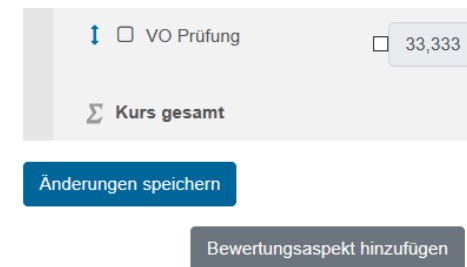 VO Prüfung 33,333
∑ Kurs gesamt
Änderungen speichern
Bewertungsaspekt hinzufügen